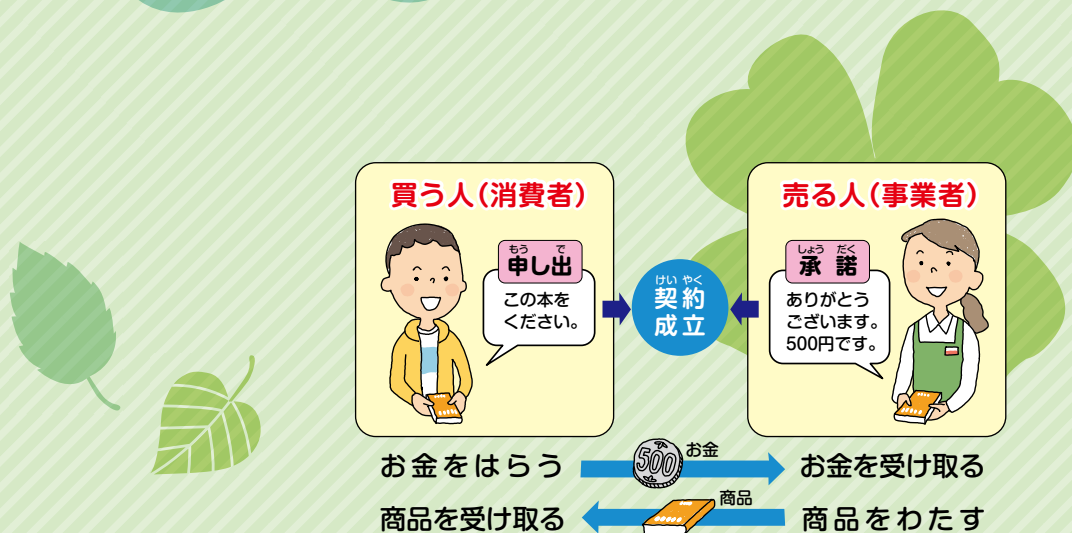 買う人(消費者)
もう で
申し出
この本を
ください。
けい やく
契約
成立
売る人(事業者)
しょう だく
承諾
ありがとう
ございます。
500円です。
お金をはらう
500
お金
お金を受け取る
商品を受け取る
商品
商品をわたす